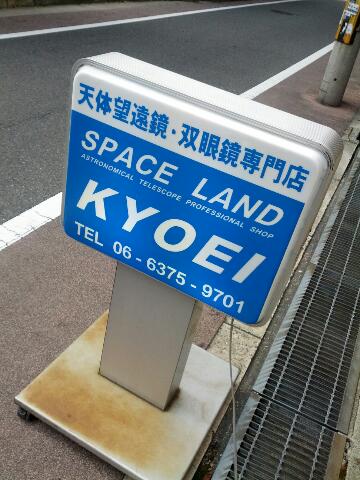 天体望遠鏡・双眼鏡専門店
SPACE LAND
ASTRONOMICAL TELESCOPE PROFESSIONAL SHOP
KYOEI
TEL 06-6375-9701